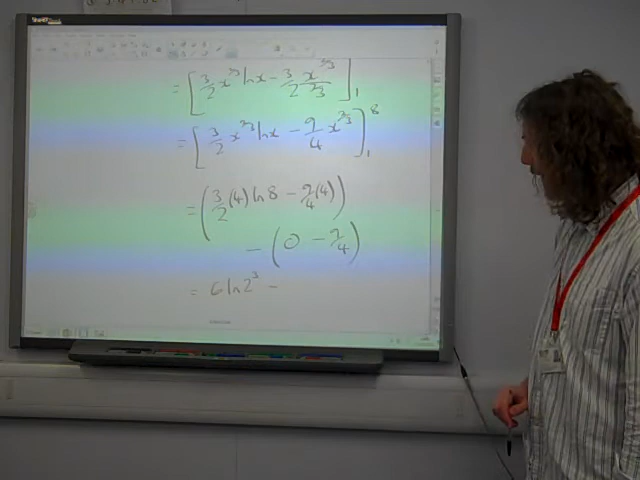 = [3/2 x^2/3 ln x - 3/2 x^2/3 / 2/3]_1
= [3/2 x^2/3 ln x - 9/4 x^2/3]_1^8
= (3/2 (4) ln 8 - 9/4 (4))
- (0 - 9/4)
= 6 ln 2^3 -